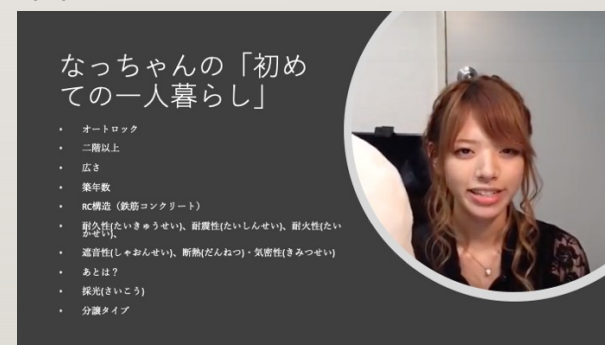 なっちゃんの「初め
ての一人暮らし」
• オートロック
• 二階以上
• 広さ
• 築年数
• RC構造（鉄筋コンクリート）
• 耐久性(たいきゅうせい)、耐震性(たいしんせい)、耐火性(たい
かせい)、
• 遮音性(しゃおんせい)、断熱(だんねつ)・気密性(きみつせい)
• あとは？
• 採光(さいこう)
• 分譲タイプ